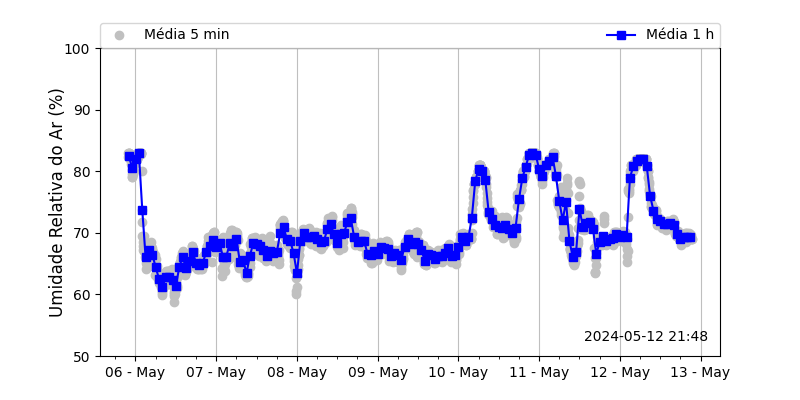 Média 5 min
Média 1 h
Umidade Relativa do Ar (%)
100
90
80
70
60
50
2024-05-12 21:48
06 - May
07 - May
08 - May
09 - May
10 - May
11 - May
12 - May
13 - May